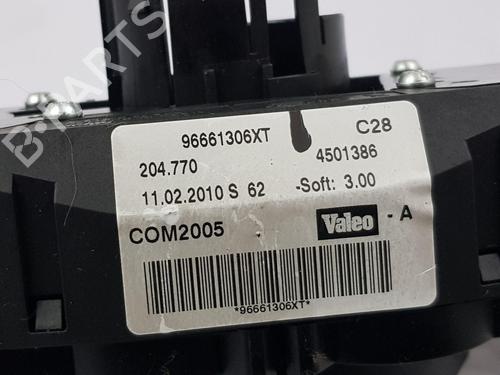 96661306XT C28
204.770 4501386
11.02.2010 S 62 -Soft: 3.00
COM2005 Valeo - A
*96661306XT*
B-PARTS